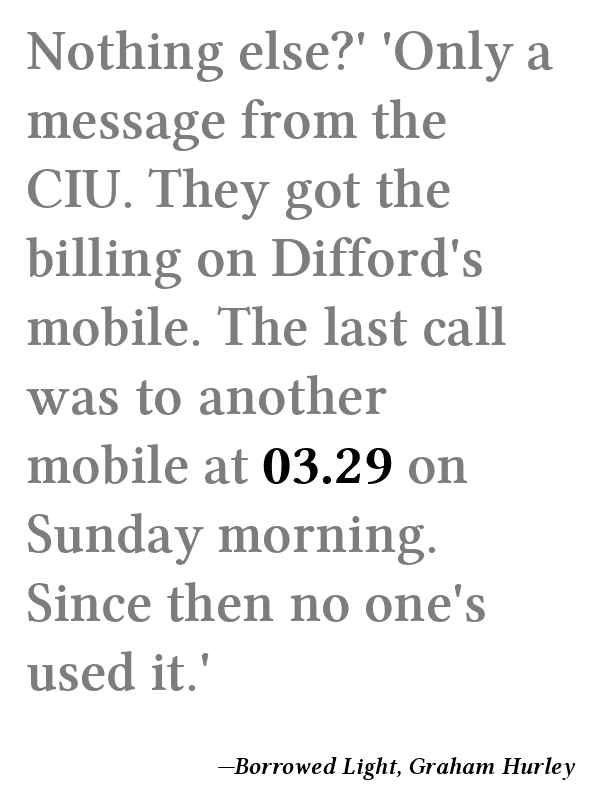 Nothing else?' 'Only a
message from the
CIU. They got the
billing on Difford's
mobile. The last call
was to another
mobile at 03.29 on
Sunday morning.
Since then no one's
used it.'
—Borrowed Light, Graham Hurley